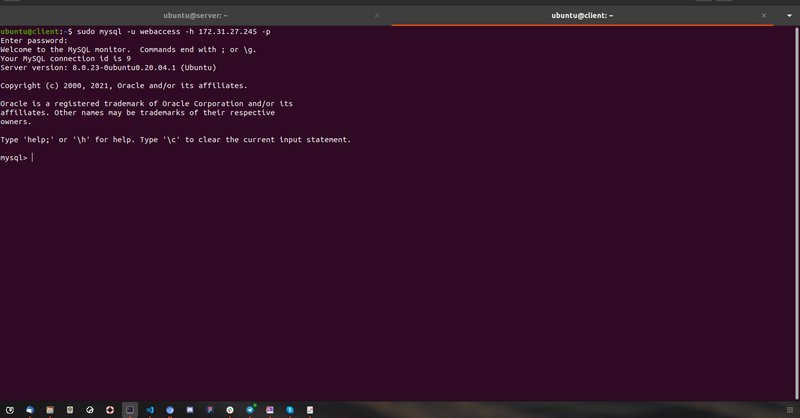 ubuntu@server: ~
ubuntu@client: ~
ubuntu@client:~$ sudo mysql -u webaccess -h 172.31.27.245 -p
Enter password:
Welcome to the MySQL monitor.  Commands end with ; or \g.
Your MySQL connection id is 9
Server version: 8.0.23-0ubuntu0.20.04.1 (Ubuntu)
Copyright (c) 2000, 2021, Oracle and/or its affiliates.
Oracle is a registered trademark of Oracle Corporation and/or its
affiliates. Other names may be trademarks of their respective
owners.
Type 'help;' or '\h' for help. Type '\c' to clear the current input statement.
mysql>